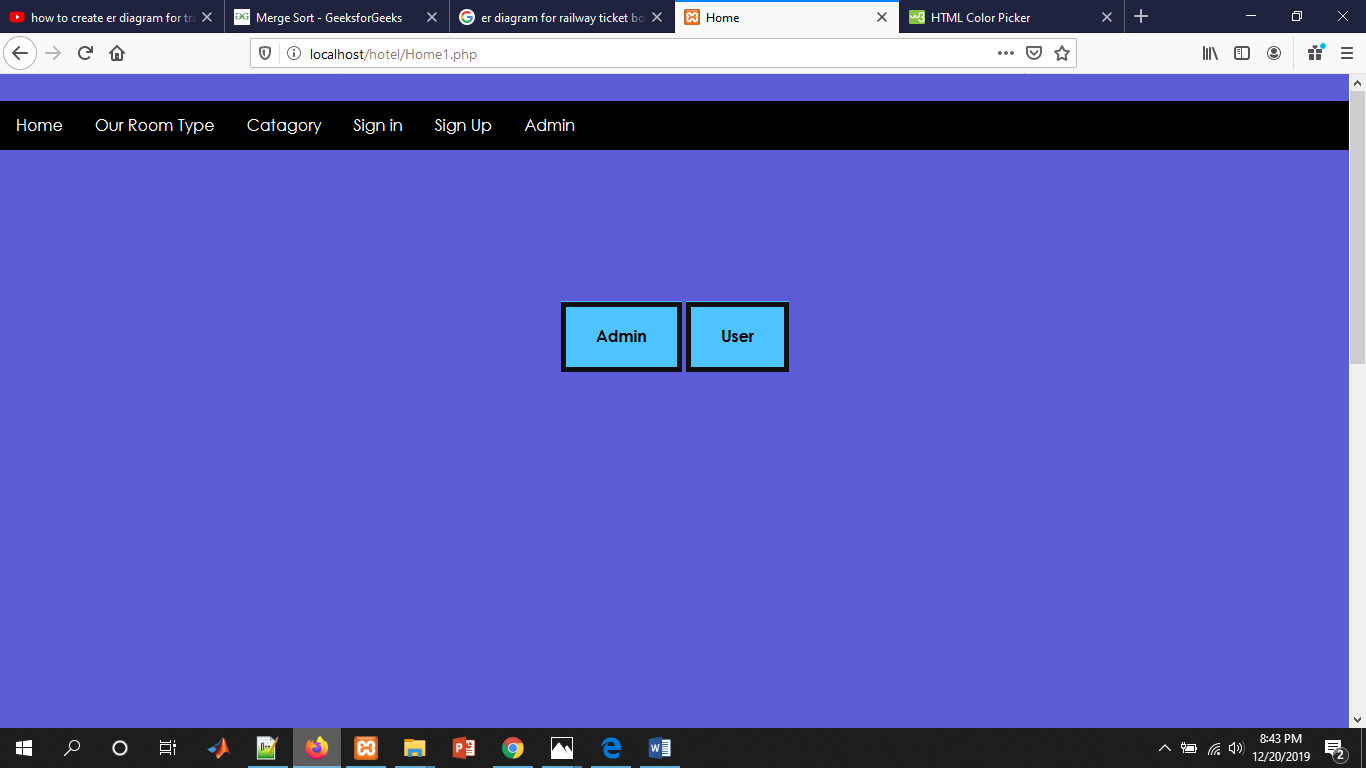 how to create er diagram for tra
Merge Sort - GeeksforGeeks
er diagram for railway ticket bo
Home
HTML Color Picker
localhost/hotel/Home1.php
Home Our Room Type Catagory Sign in Sign Up Admin
Admin User
8:43 PM
12/20/2019
2